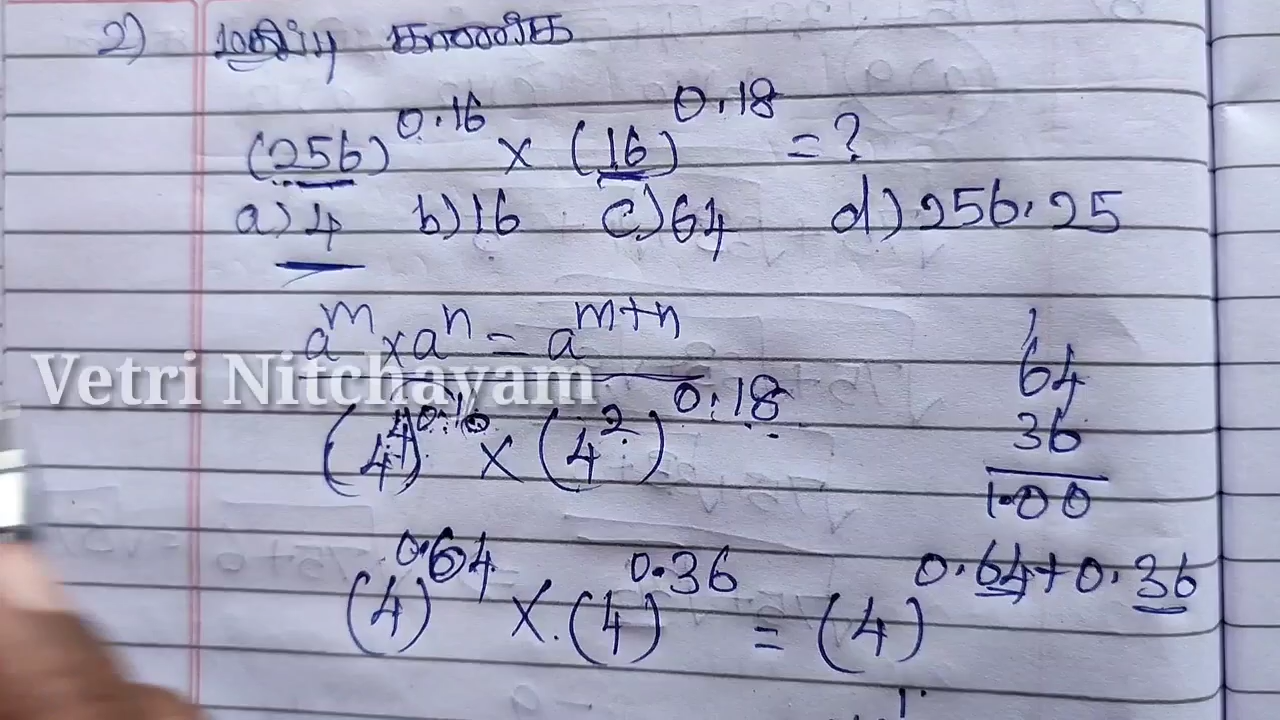 2) மதிப்பு காண்க
(256)^0.16 × (16)^0.18 = ?
a) 4 b) 16 c) 64 d) 256.25
a^m × a^n = a^(m+n)
Vetri Nitchayam
(4^4)^0.16 × (4^2)^0.18
64
36
1.00
(4)^0.64 × (4)^0.36 = (4)^0.64+0.36